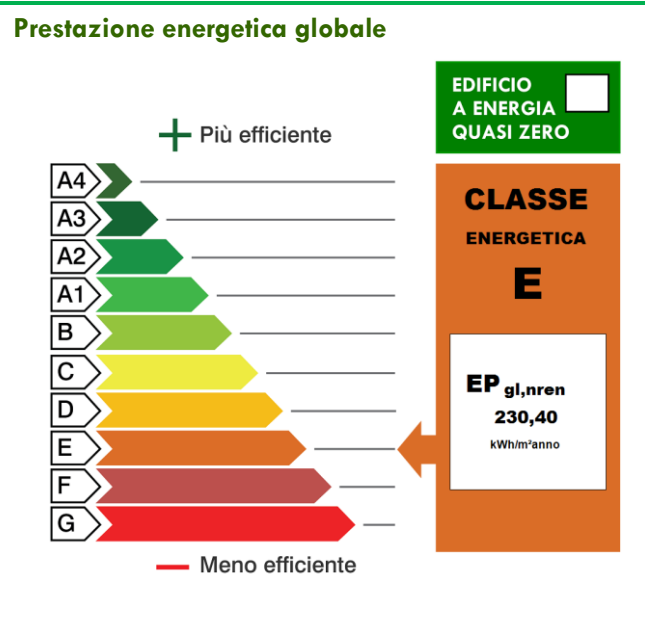 Prestazione energetica globale
EDIFICIO
A ENERGIA
QUASI ZERO
Più efficiente
A4
A3
A2
A1
B
C
D
E
F
G
Meno efficiente
CLASSE
ENERGETICA
E
EP gl,nren
230,40
kWh/m²anno